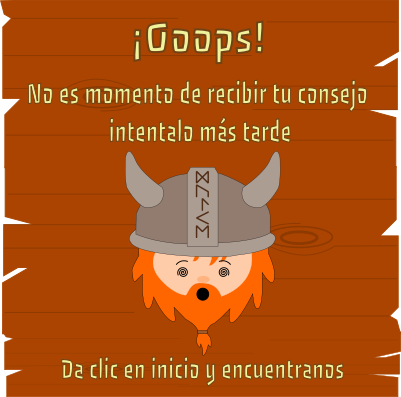 ¡Ooops!
No es momento de recibir tu consejo
intentalo más tarde
Da clic en inicio y encuentranos